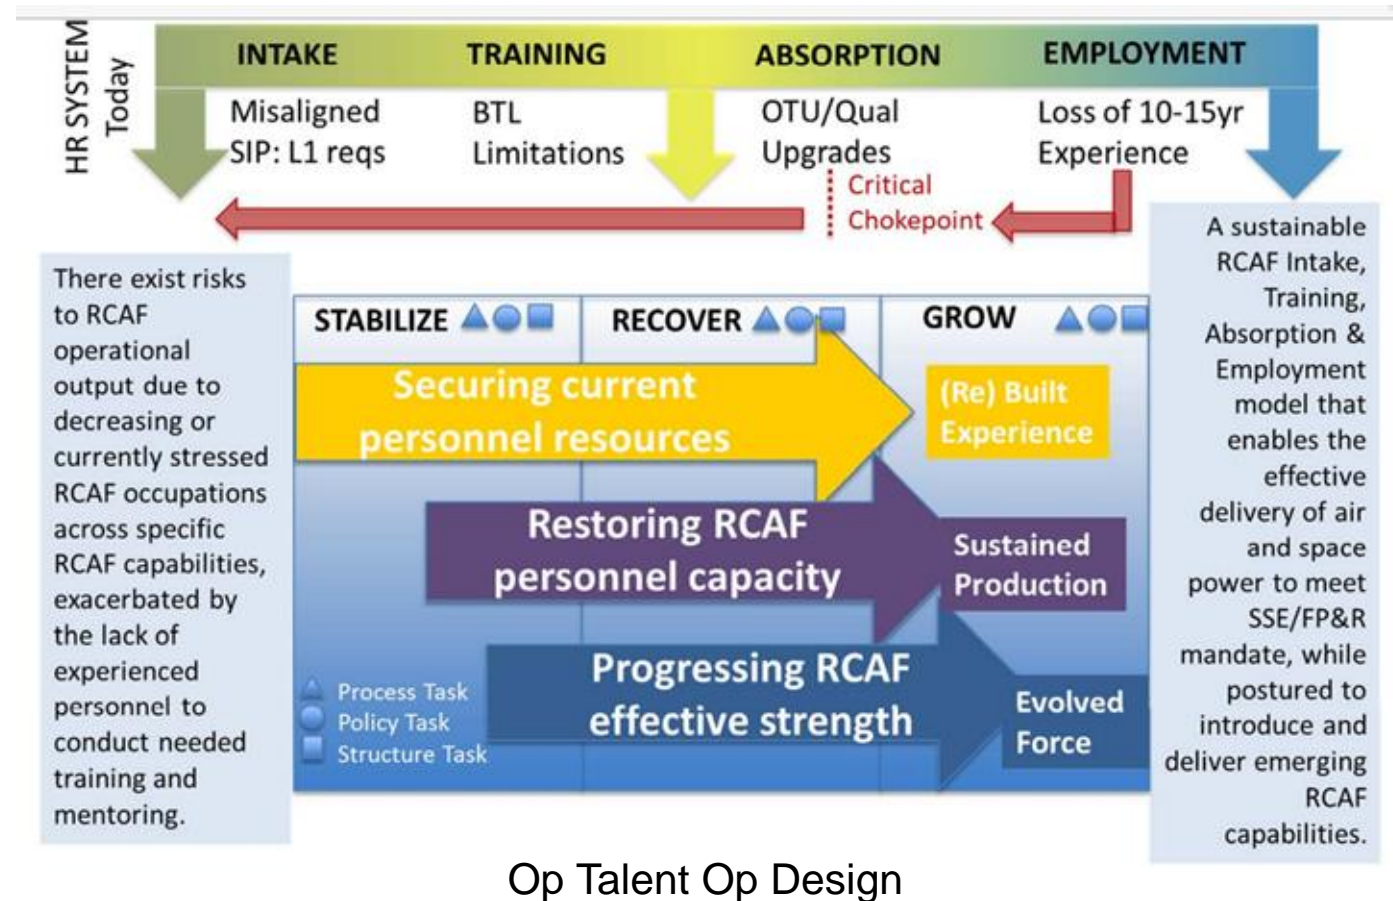 HR SYSTEM
Today
INTAKE
TRAINING
ABSORPTION
EMPLOYMENT
Misaligned
SIP: L1 reqs
BTL
Limitations
OTU/Qual
Upgrades
Loss of 10-15yr
Experience
Critical
Chokepoint
There exist risks
to RCAF
operational
output due to
decreasing or
currently stressed
RCAF occupations
across specific
RCAF capabilities,
exacerbated by
the lack of
experienced
personnel to
conduct needed
training and
mentoring.
STABILIZE
RECOVER
GROW
Securing current
personnel resources
(Re) Built
Experience
Restoring RCAF
personnel capacity
Sustained
Production
Progressing RCAF
effective strength
Evolved
Force
Process Task
Policy Task
Structure Task
A sustainable
RCAF Intake,
Training,
Absorption &
Employment
model that
enables the
effective
delivery of air
and space
power to meet
SSE/FP&R
mandate, while
postured to
introduce and
deliver emerging
RCAF
capabilities.
Op Talent Op Design